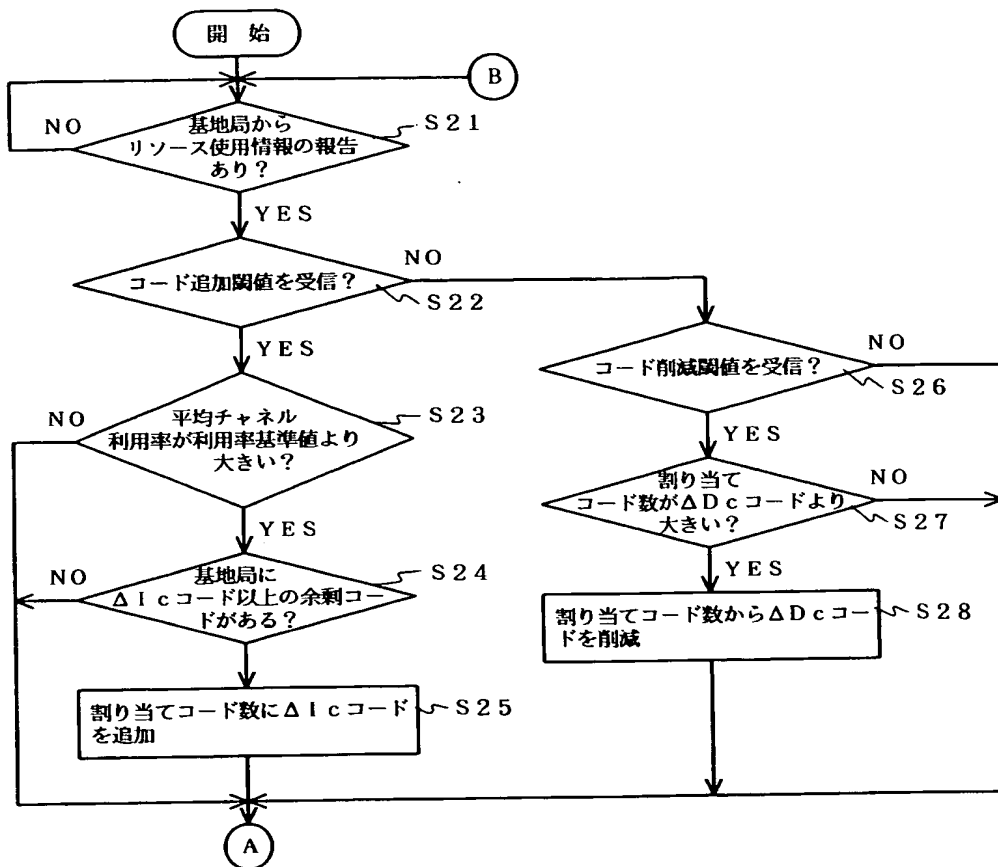 開 始
B
NO
基地局から
リソース使用情報の報告
あり?
S21
YES
コード追加閾値を受信?
NO
S22
YES
コード削減閾値を受信?
NO
S26
NO
平均チャネル
利用率が利用率基準値より
大きい?
S23
YES
割り当て
コード数がΔDcコードより
大きい?
NO
S27
YES
NO
基地局に
ΔIcコード以上の余剰コー
ドがある?
S24
YES
割り当てコード数からΔDcコー
ドを削減
S28
YES
割り当てコード数にΔIcコード
を追加
S25
A